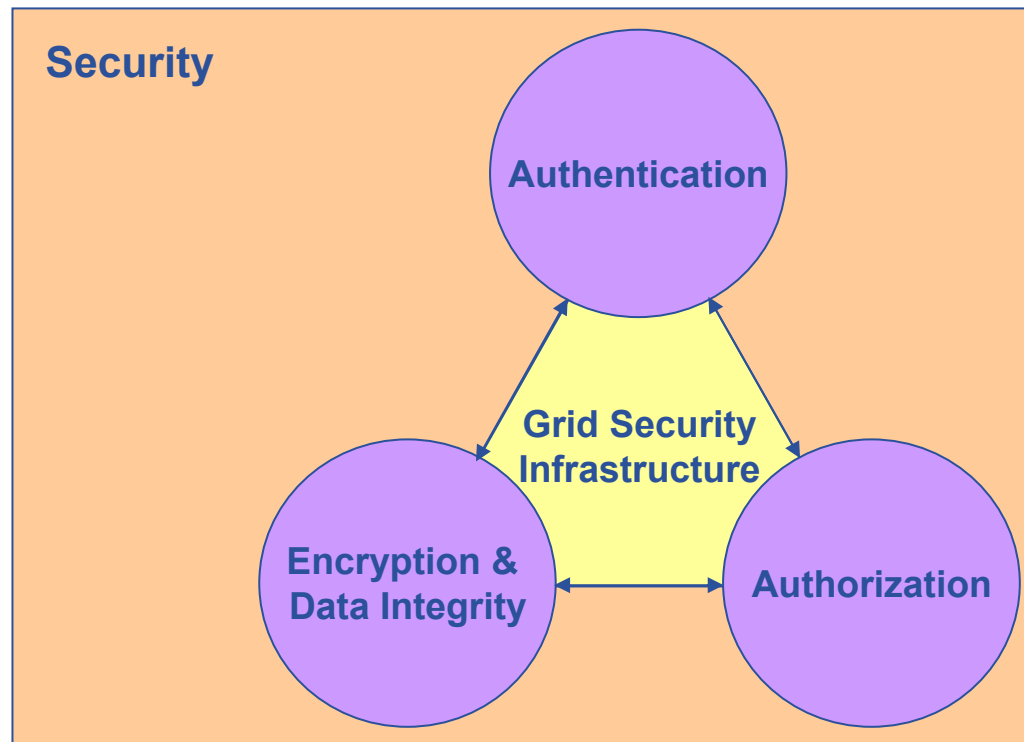 Security
Authentication
Grid Security
Infrastructure
Encryption &
Data Integrity
Authorization